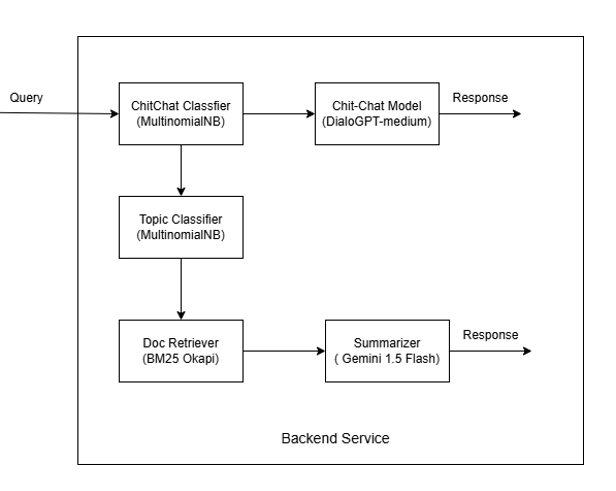 Query
ChitChat Classfier
(MultinomialNB)
Chit-Chat Model
(DialoGPT-medium)
Response
Topic Classifier
(MultinomialNB)
Doc Retriever
(BM25 Okapi)
Summarizer
( Gemini 1.5 Flash)
Response
Backend Service